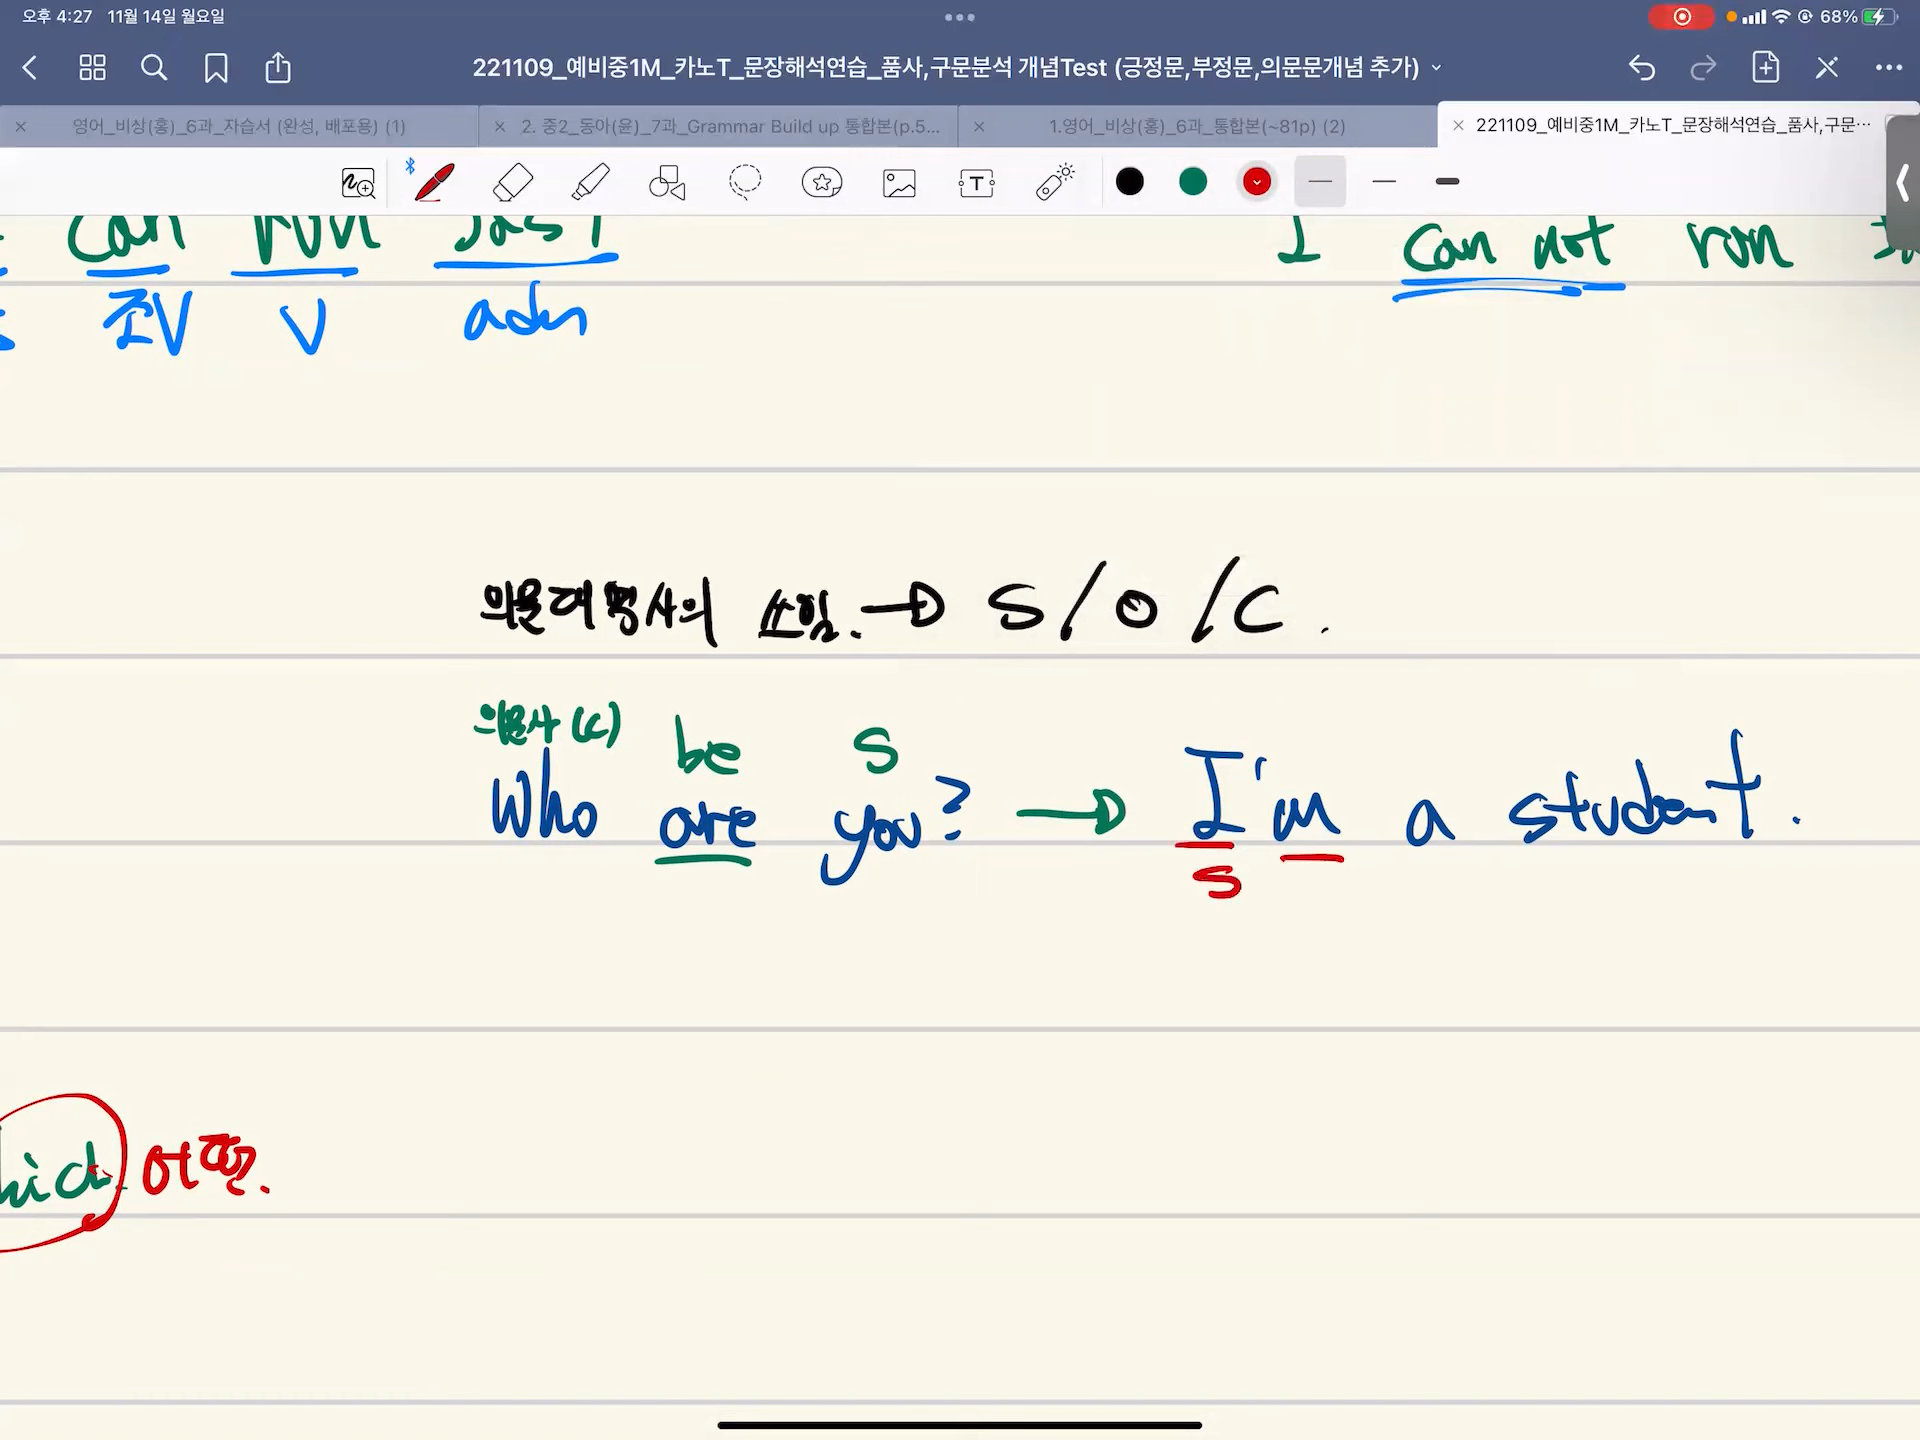 오후 4:27 11월 14일 월요일
68%
221109_예비중1M_카노T_문장해석연습_품사,구문분석 개념Test (긍정문,부정문,의문문개념 추가)
영어_비상(홍)_6과_자습서 (완성, 배포용) (1)
2. 중2_동아(윤)_7과_Grammar Build up 통합본(p.5...
1.영어_비상(홍)_6과_통합본(~81p) (2)
221109_예비중1M_카노T_문장해석연습_품사,구문…
can run fast I can not run
조V V adv
의문대명사의 쓰임. → S/O/C.
의문사(C) be S
Who are you? → I'm a student.
S
hich 어떤.